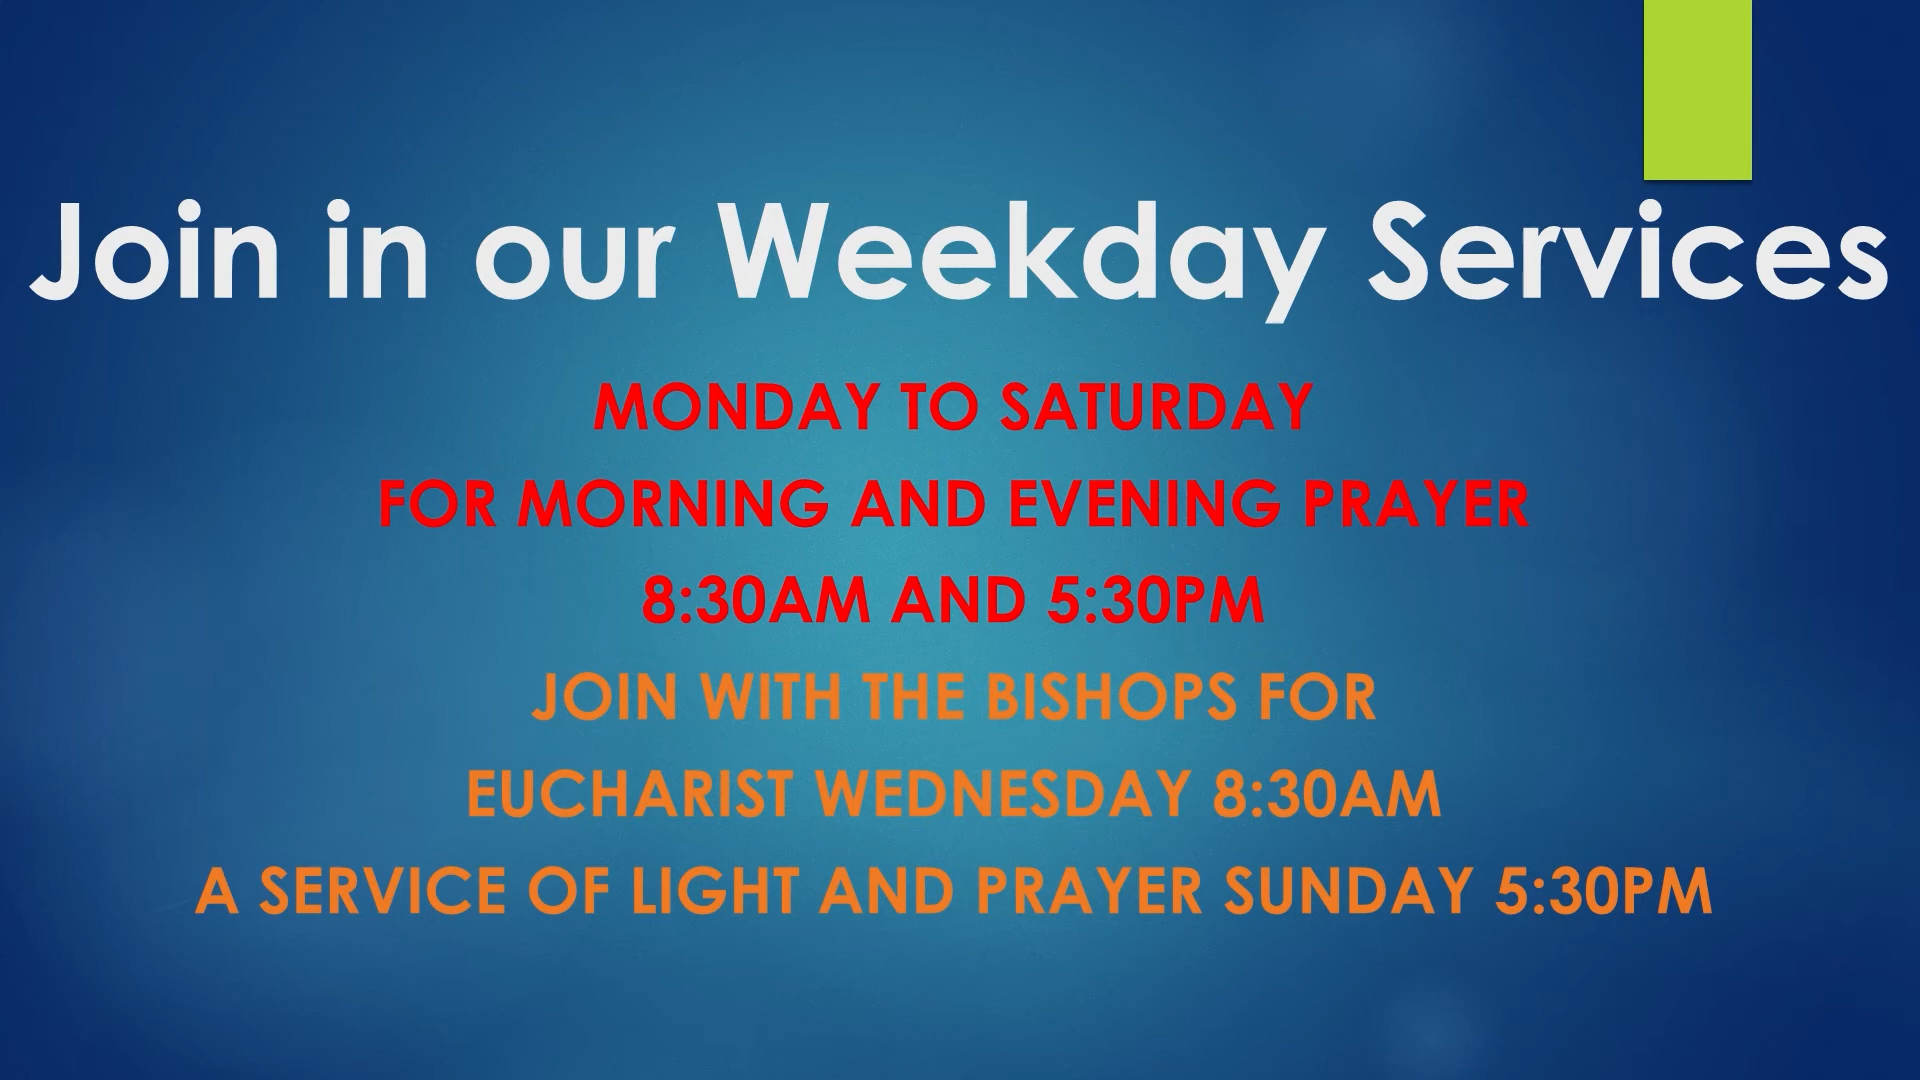 Join in our Weekday Services
MONDAY TO SATURDAY
FOR MORNING AND EVENING PRAYER
8:30AM AND 5:30PM
JOIN WITH THE BISHOPS FOR
EUCHARIST WEDNESDAY 8:30AM
A SERVICE OF LIGHT AND PRAYER SUNDAY 5:30PM